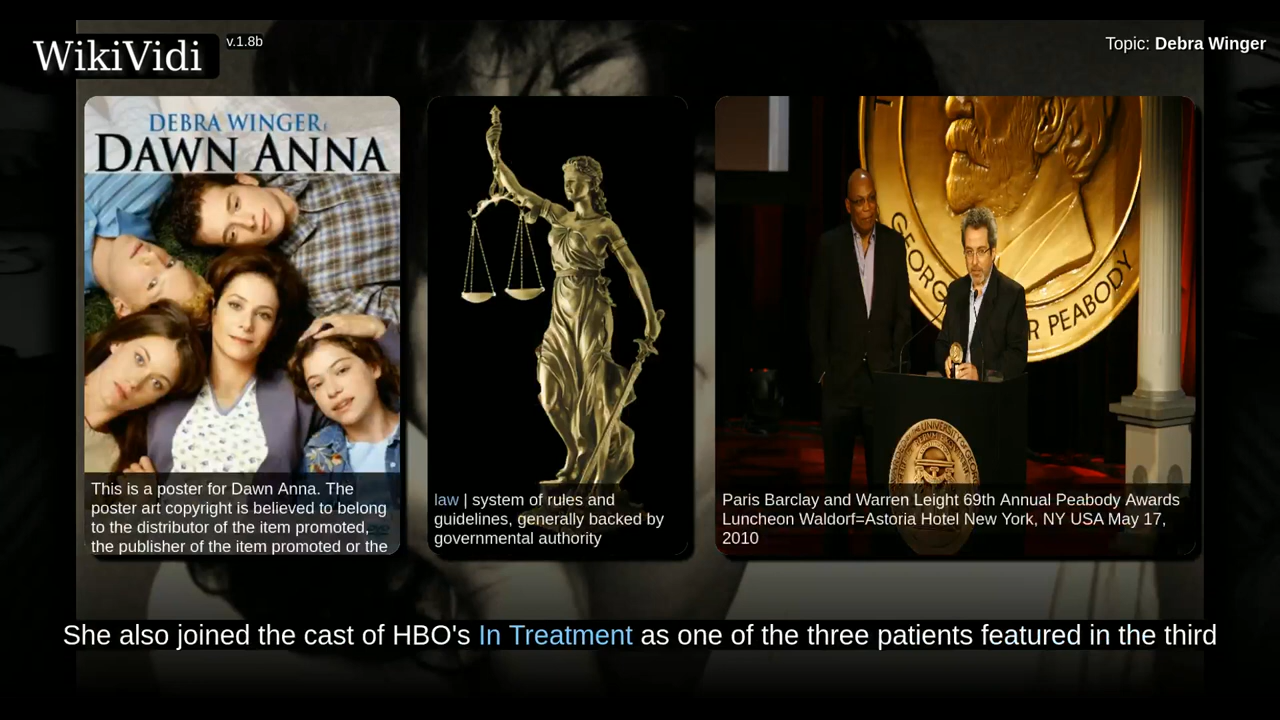 WikiVidi
v.1.8b
Topic: Debra Winger
DEBRA WINGER
DAWN ANNA
This is a poster for Dawn Anna. The
poster art copyright is believed to belong
to the distributor of the item promoted,
the publisher of the item promoted or the
law | system of rules and
guidelines, generally backed by
governmental authority
GEORG
R PEABODY
Paris Barclay and Warren Leight 69th Annual Peabody Awards
Luncheon Waldorf=Astoria Hotel New York, NY USA May 17,
2010
She also joined the cast of HBO's In Treatment as one of the three patients featured in the third